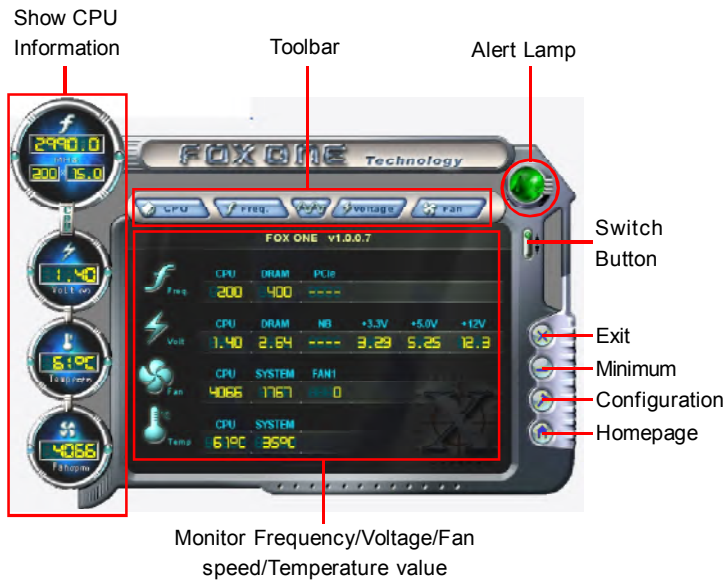 Show CPU
Information
Toolbar
Alert Lamp
2990.0
MHz
200 × 15.0
FOX ONE Technology
CPU
Freq.
Voltage
Fan
CPU
FOX ONE v1.0.0.7
Switch
Button
1.40
CPU DRAM PCIe
Freq. 200 400 ----
CPU DRAM NB +3.3V +5.0V +12V
Volt 1.40 2.64 ---- 3.29 5.25 12.3
61°C
CPU SYSTEM FAN1
Fan 4066 1767 0
CPU SYSTEM
Temp 61°C 35°C
4066
Exit
Minimum
Configuration
Homepage
Monitor Frequency/Voltage/Fan
speed/Temperature value